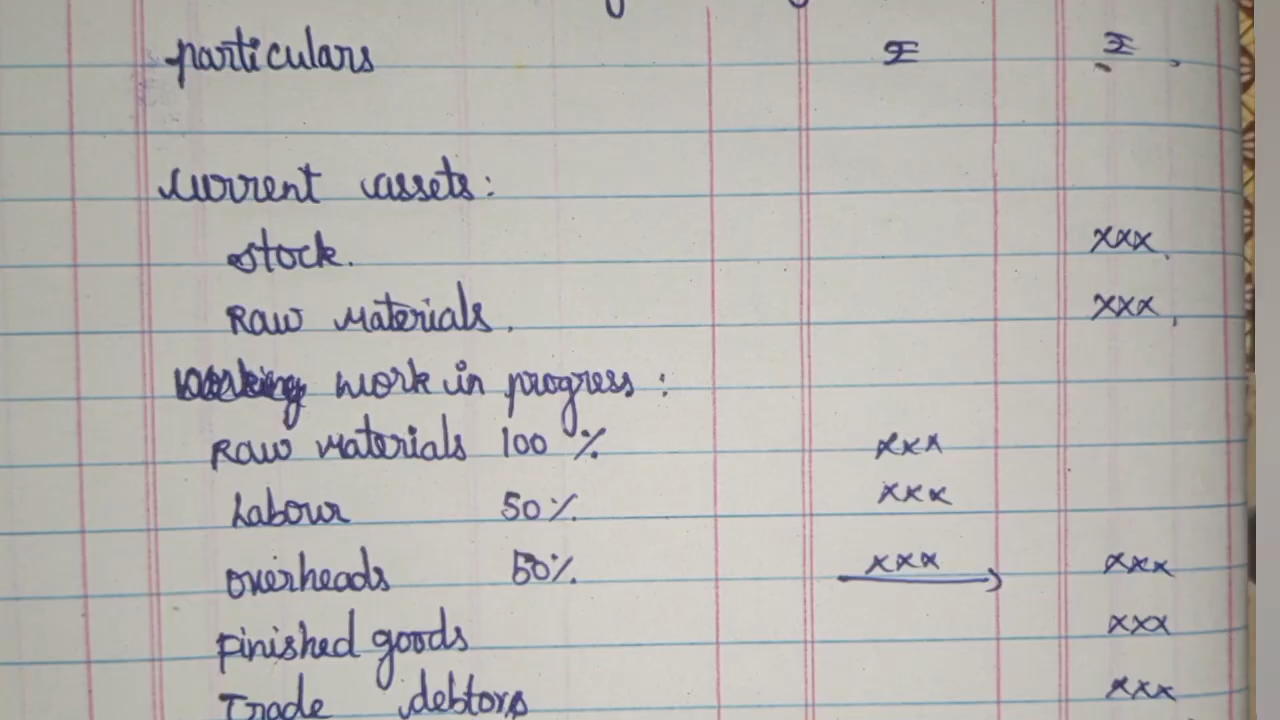 particulars ₹ ₹
Current assets:
Stock. xxx
Raw Materials. xxx
work in progress:
Raw materials 100% xxx
Labour 50% xxx
overheads 50% xxx xxx
Finished goods xxx
Trade debtors xxx